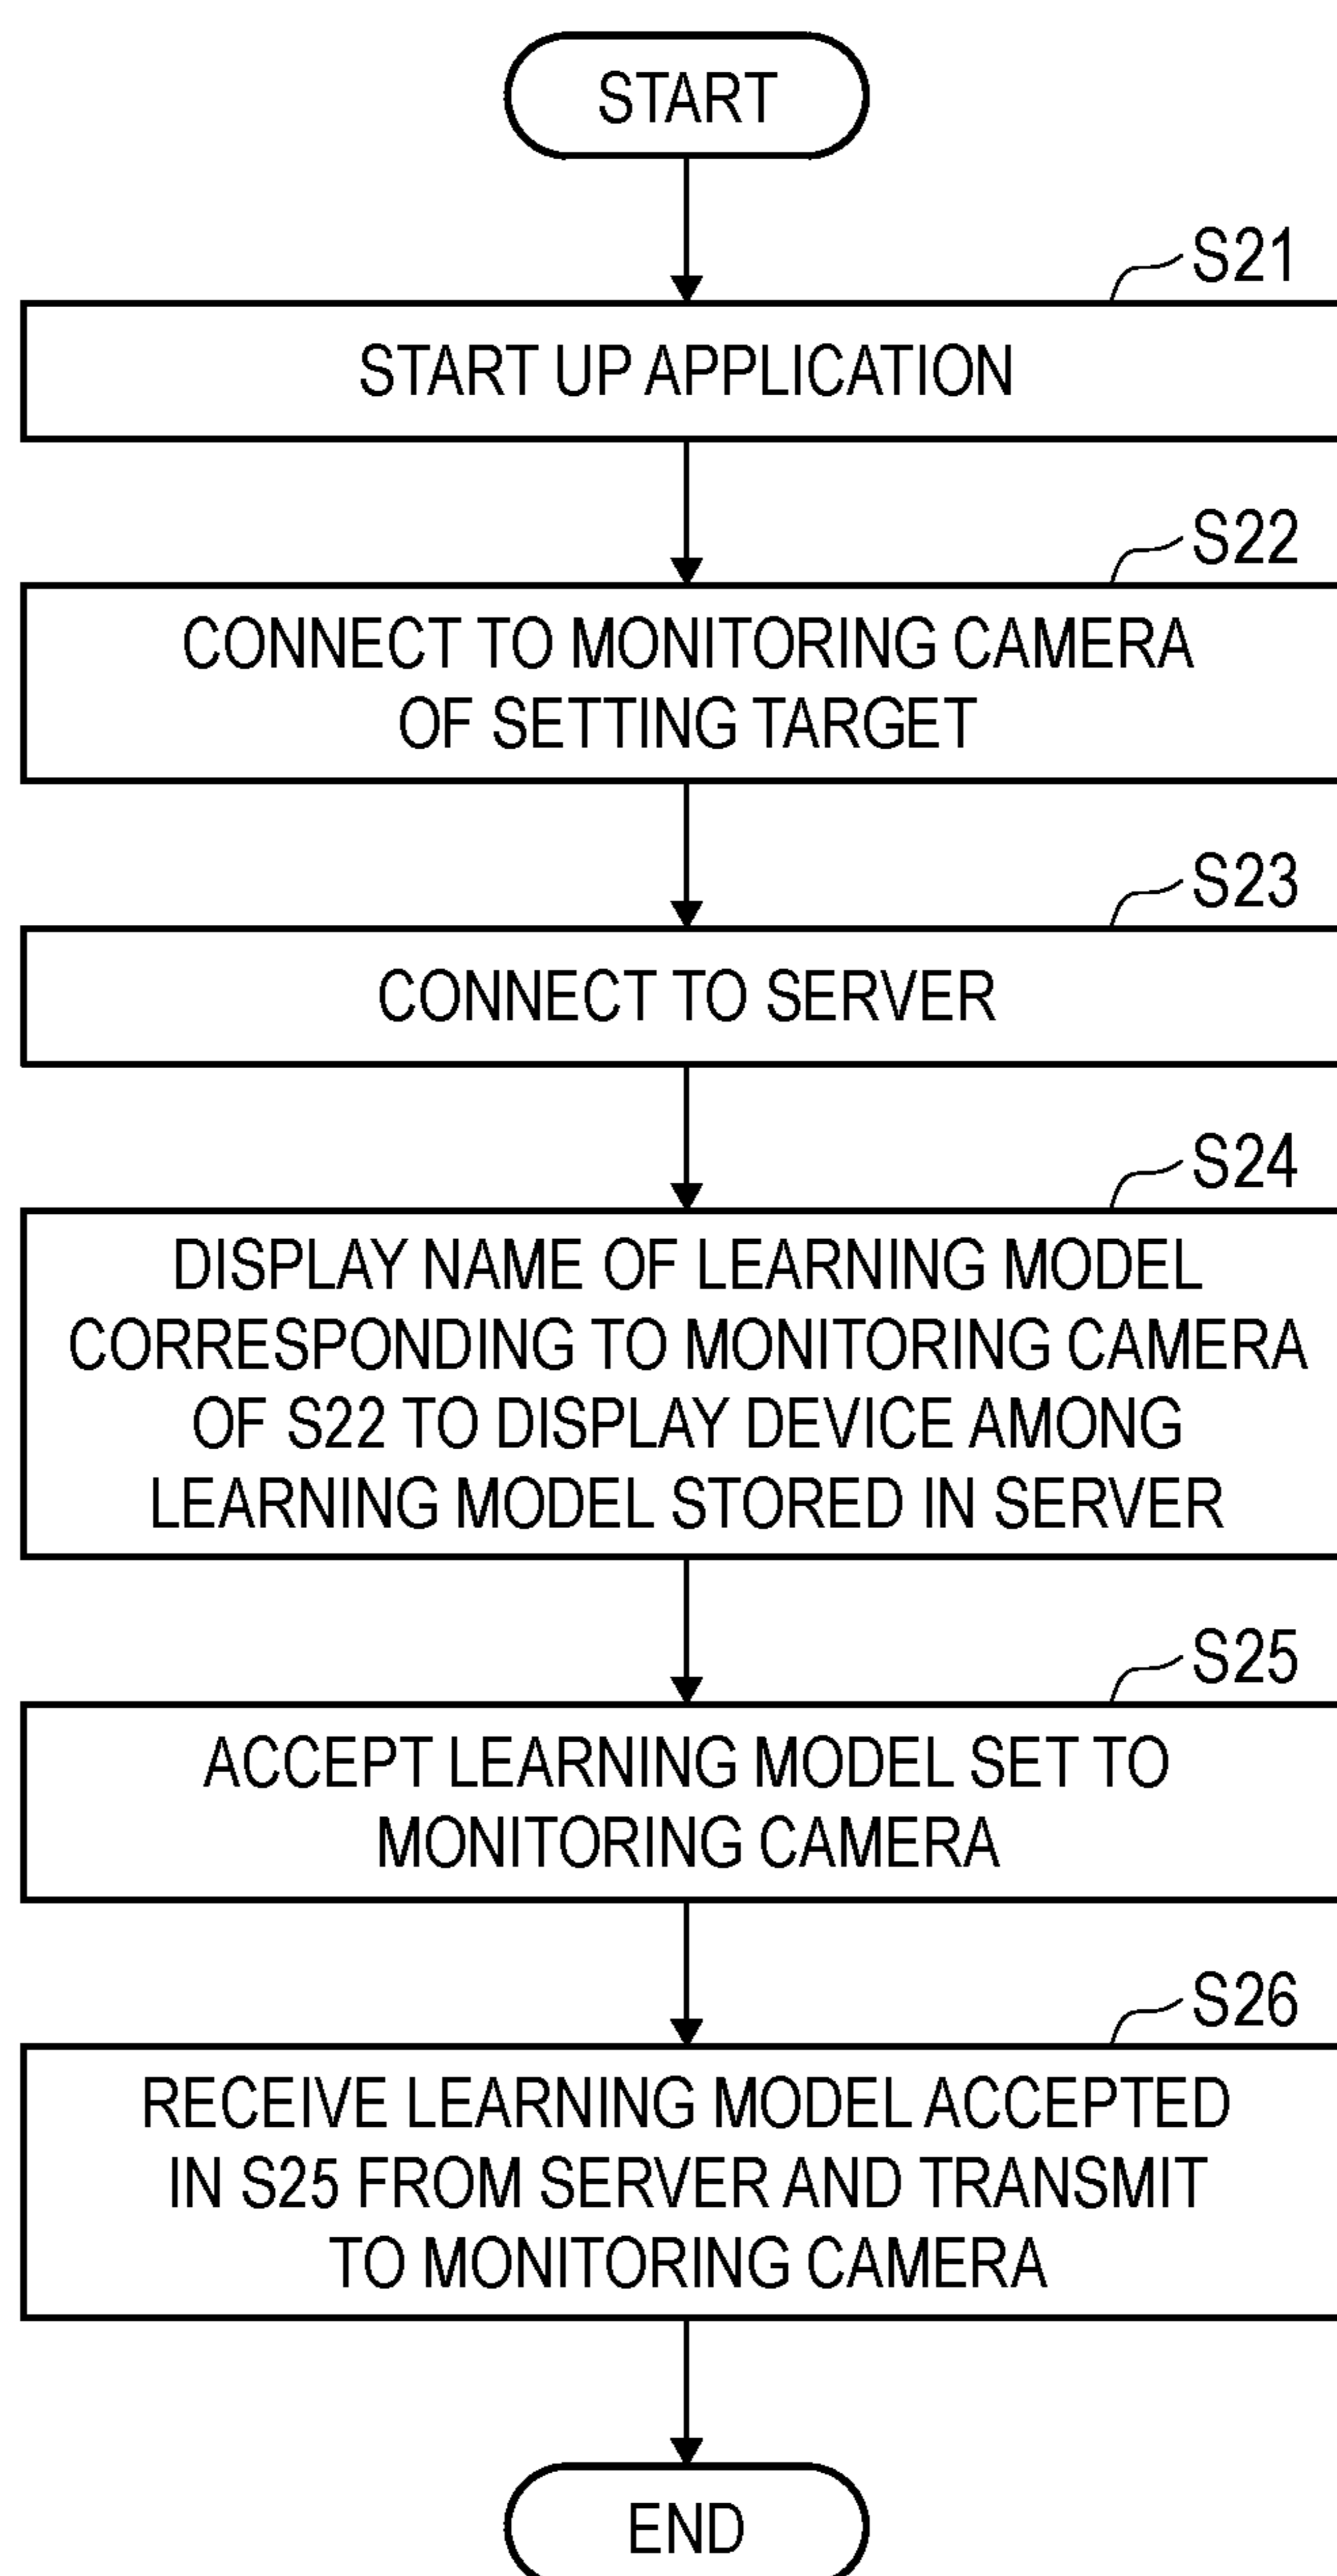 START
S21
START UP APPLICATION
S22
CONNECT TO MONITORING CAMERA
OF SETTING TARGET
S23
CONNECT TO SERVER
S24
DISPLAY NAME OF LEARNING MODEL
CORRESPONDING TO MONITORING CAMERA
OF S22 TO DISPLAY DEVICE AMONG
LEARNING MODEL STORED IN SERVER
S25
ACCEPT LEARNING MODEL SET TO
MONITORING CAMERA
S26
RECEIVE LEARNING MODEL ACCEPTED
IN S25 FROM SERVER AND TRANSMIT
TO MONITORING CAMERA
END